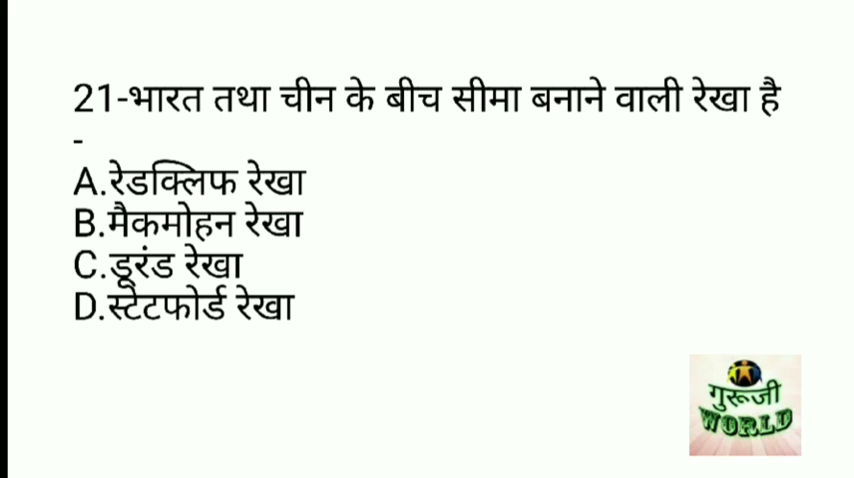 21-भारत तथा चीन के बीच सीमा बनाने वाली रेखा है
-
A.रेडक्लिफ रेखा
B.मैकमोहन रेखा
C.डूरंड रेखा
D.स्टेटफोर्ड रेखा
गुरूजी
WORLD